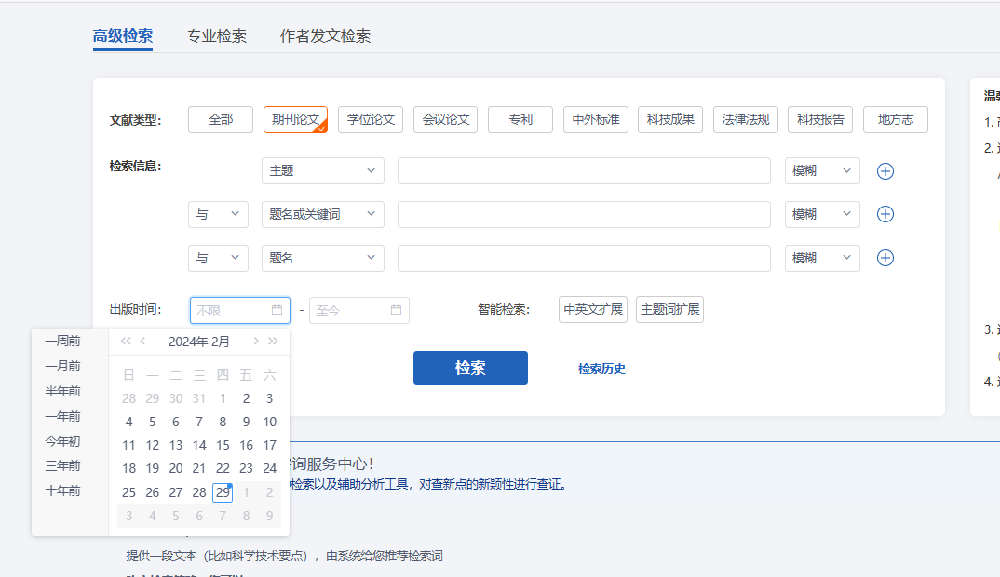 高级检索 专业检索 作者发文检索
文献类型： 全部 期刊论文 学位论文 会议论文 专利 中外标准 科技成果 法律法规 科技报告 地方志
温
1.
检索信息： 主题 模糊
2.
与 题名或关键词 模糊
与 题名 模糊
出版时间： 不限 - 至今 智能检索： 中英文扩展 主题词扩展
3.
检索 检索历史
4.
一周前
一月前
半年前
一年前
今年初
三年前
十年前
« ‹ 2024年 2月 › »
日 一 二 三 四 五 六
28 29 30 31 1 2 3
4 5 6 7 8 9 10
11 12 13 14 15 16 17
18 19 20 21 22 23 24
25 26 27 28 29 1 2
3 4 5 6 7 8 9
询服务中心！
检索以及辅助分析工具，对查新点的新颖性进行查证。
提供一段文本（比如科学技术要点），由系统给您推荐检索词